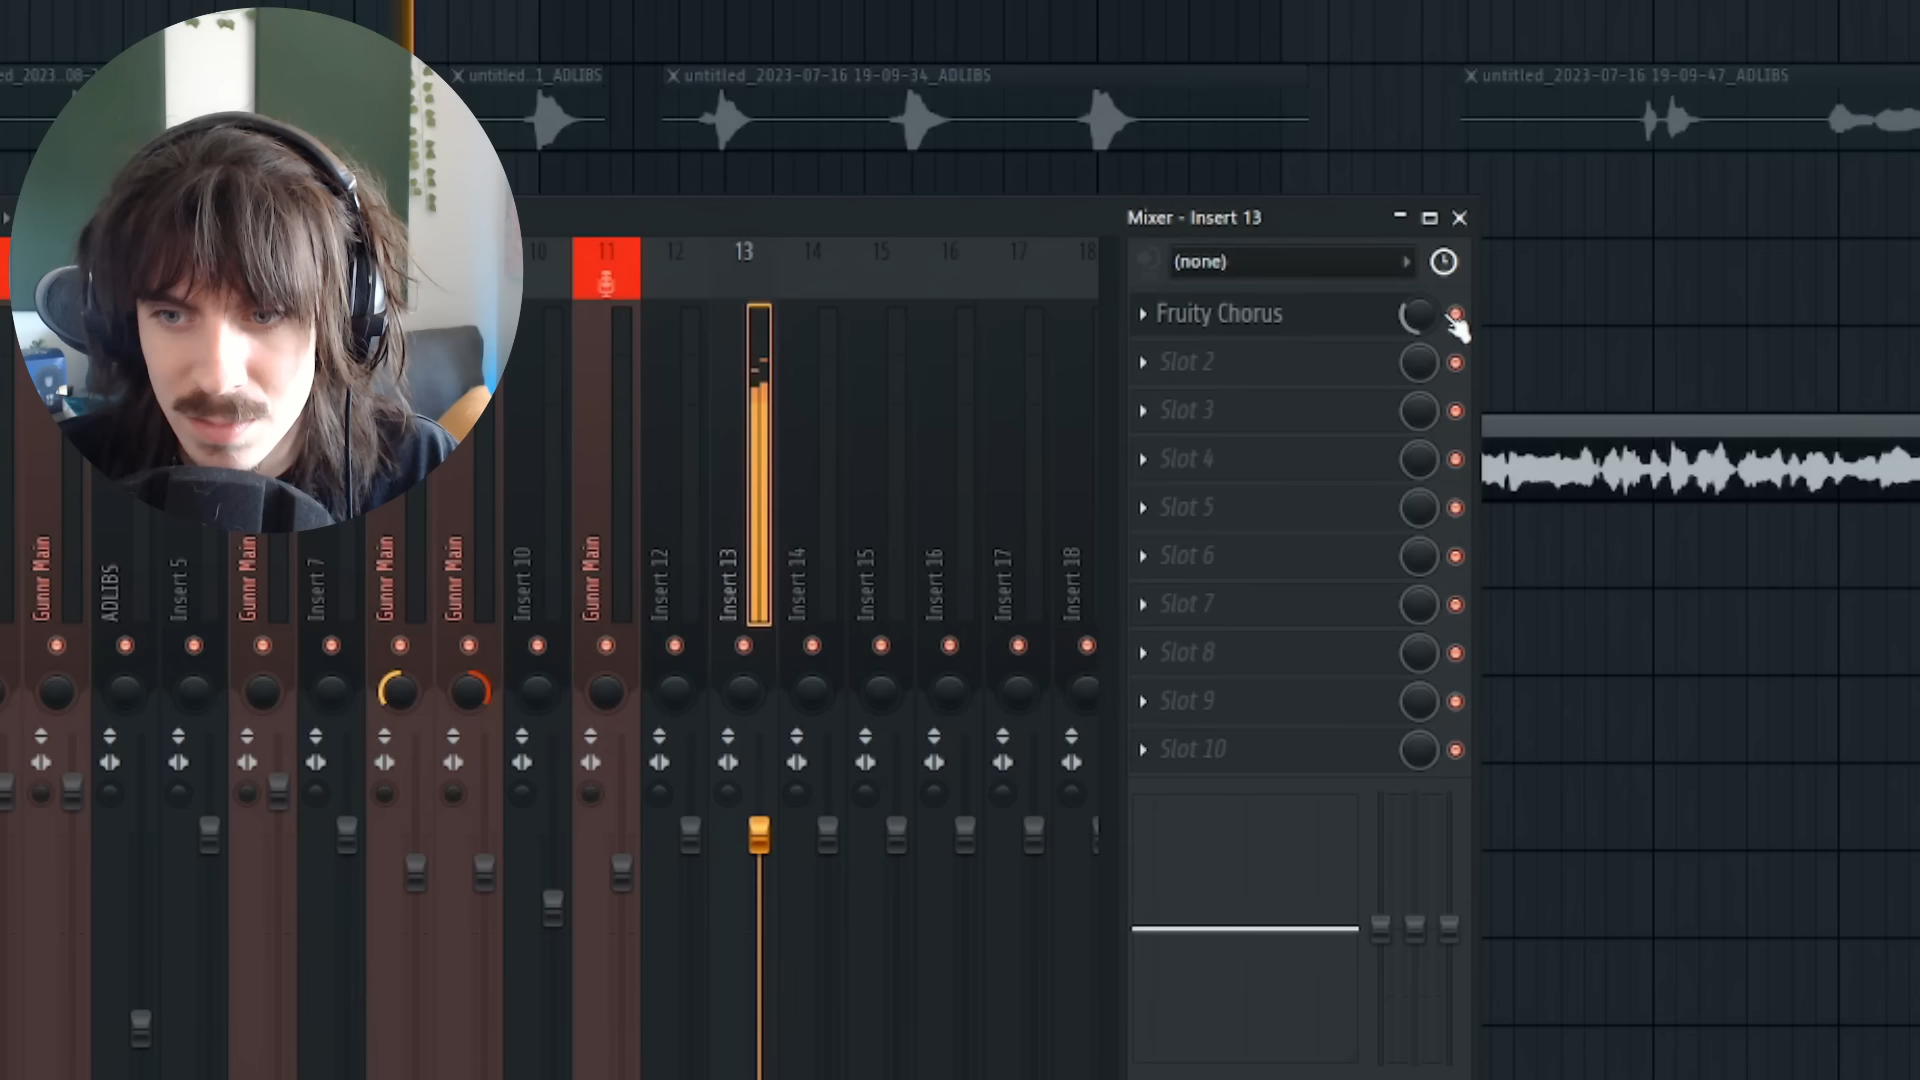 ed_2023..08-
untitled..1_ADLIBS
untitled_2023-07-16 19-09-34_ADLIBS
untitled_2023-07-16 19-09-47_ADLIBS
Mixer - Insert 13
(none)
10
11
12
13
14
15
16
17
18
Fruity Chorus
Slot 2
Slot 3
Slot 4
Slot 5
Slot 6
Slot 7
Slot 8
Slot 9
Slot 10
Gunnr Main
ADLIBS
Insert 5
Gunnr Main
Insert 7
Gunnr Main
Gunnr Main
Insert 10
Gunnr Main
Insert 12
Insert 13
Insert 14
Insert 15
Insert 16
Insert 17
Insert 18